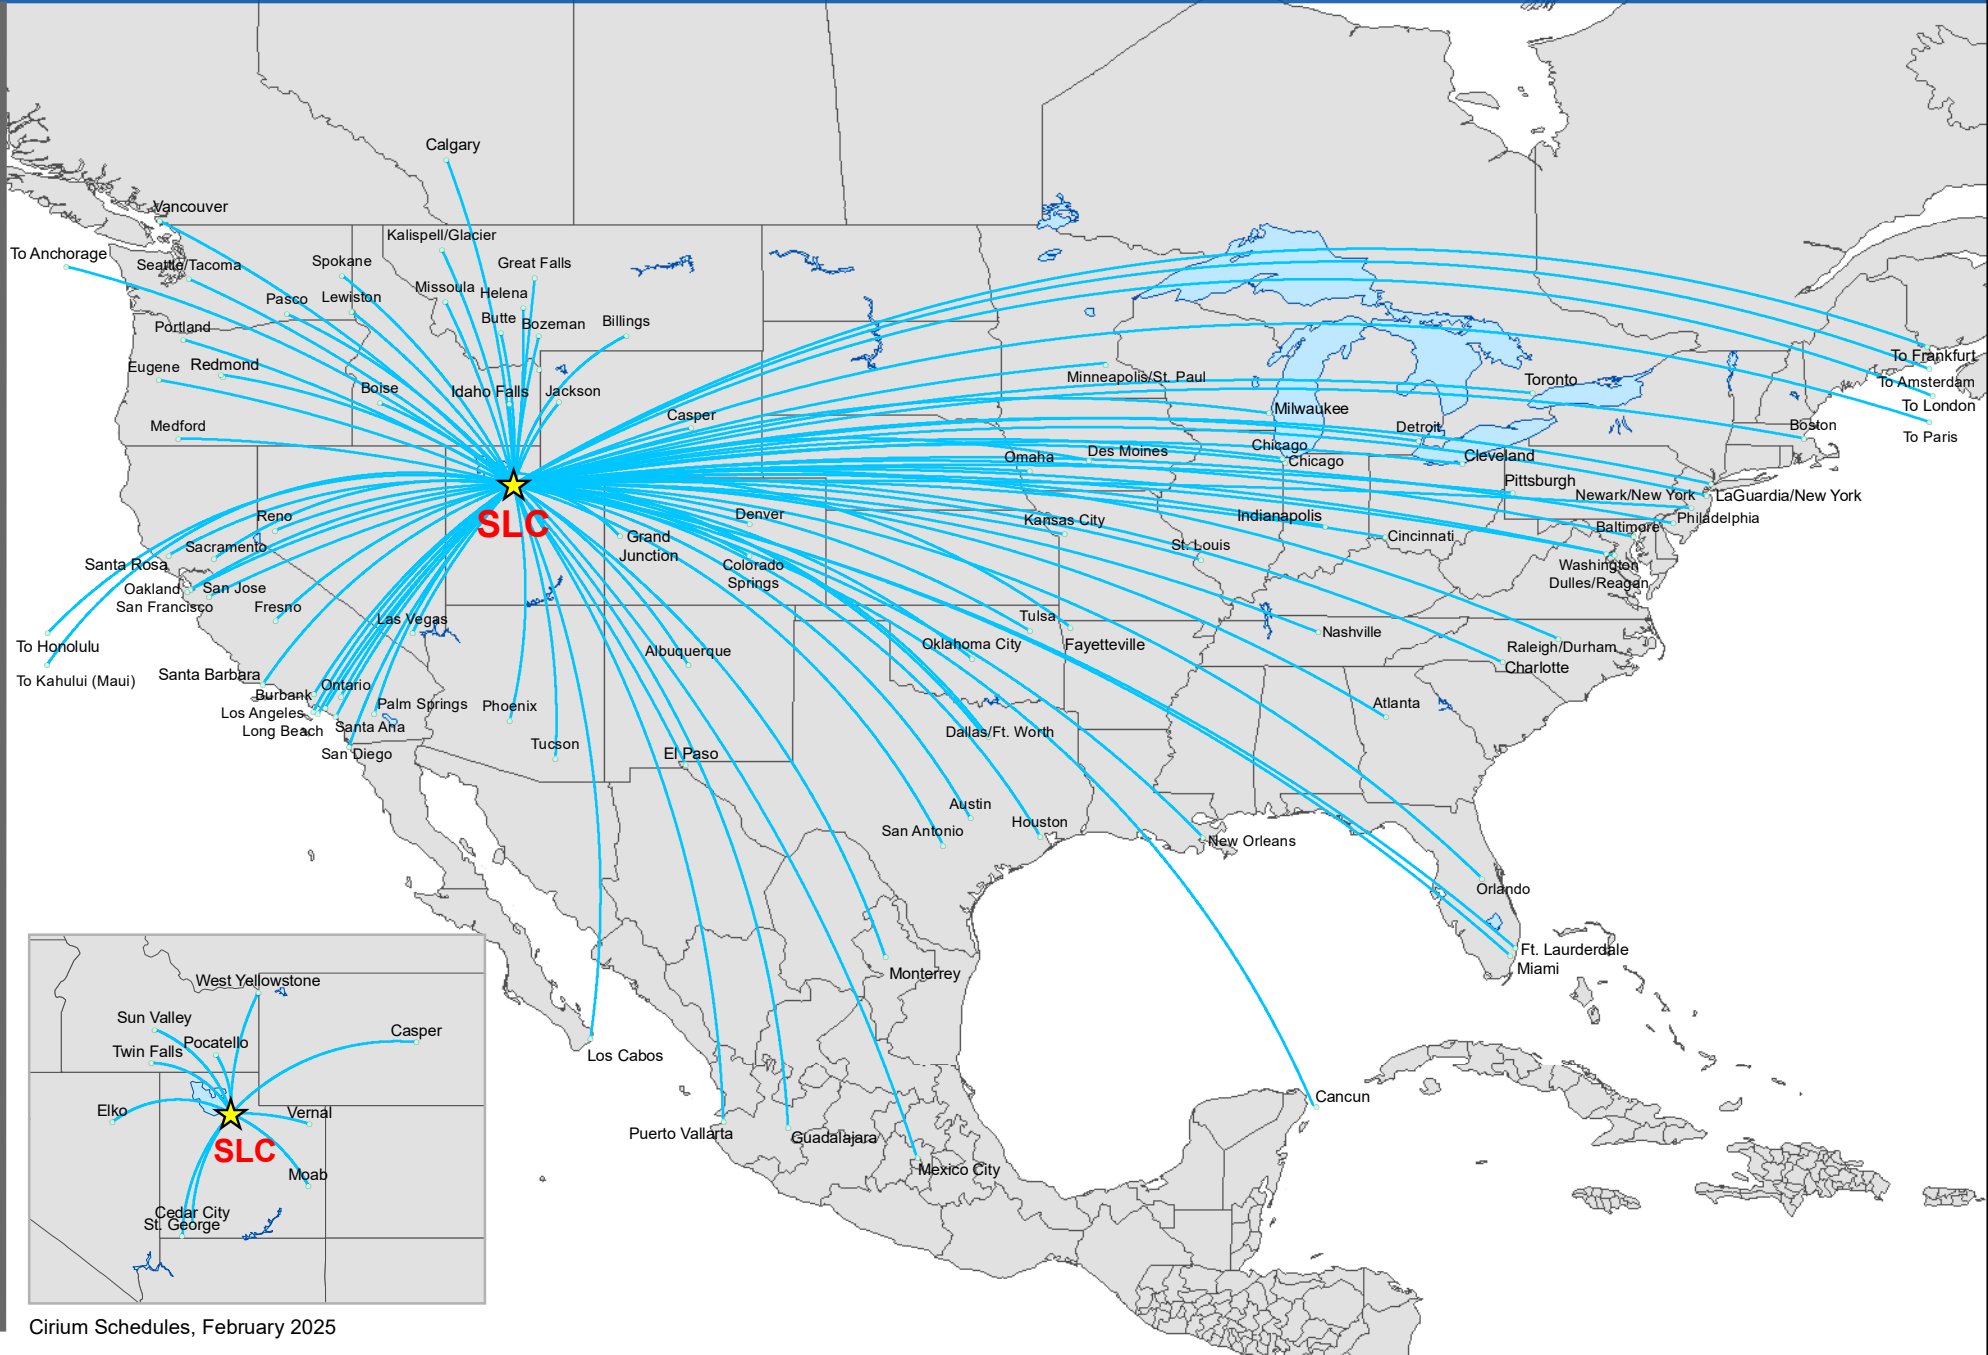 Calgary
Vancouver
Kalispell/Glacier
To Anchorage
Seattle/Tacoma
Spokane
Great Falls
Missoula
Helena
Pasco
Lewiston
Butte
Bozeman
Billings
Portland
Eugene
Redmond
Boise
Idaho Falls
Jackson
Minneapolis/St. Paul
Toronto
To Frankfurt
To Amsterdam
To London
To Paris
Casper
Milwaukee
Medford
Detroit
Boston
Chicago
Des Moines
Omaha
Chicago
Cleveland
Pittsburgh
Newark/New York
LaGuardia/New York
SLC
Reno
Denver
Kansas City
Indianapolis
Philadelphia
Baltimore
Grand
Junction
Sacramento
St. Louis
Cincinnati
Santa Rosa
Colorado
Springs
Washington
Dulles/Reagan
Oakland
San Jose
San Francisco
Fresno
Las Vegas
Tulsa
Nashville
To Honolulu
Oklahoma City
Fayetteville
Raleigh/Durham
Albuquerque
Charlotte
To Kahului (Maui)
Santa Barbara
Burbank
Ontario
Los Angeles
Palm Springs
Phoenix
Atlanta
Long Beach
Santa Ana
Dallas/Ft. Worth
San Diego
Tucson
El Paso
Austin
San Antonio
Houston
New Orleans
Orlando
Ft. Laurderdale
Miami
Monterrey
Los Cabos
Cancun
Puerto Vallarta
Guadalajara
Mexico City
West Yellowstone
Sun Valley
Casper
Pocatello
Twin Falls
Elko
Vernal
SLC
Moab
Cedar City
St. George
Cirium Schedules, February 2025